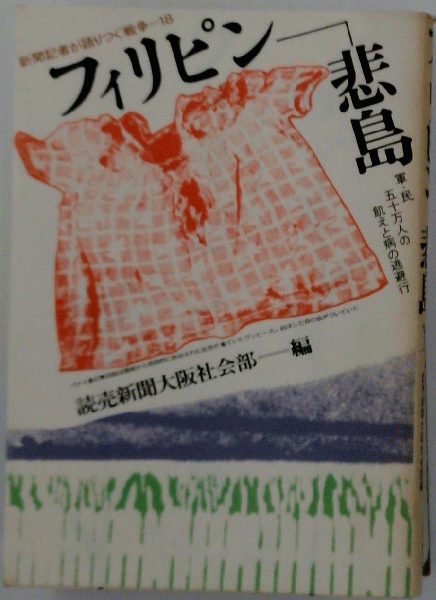 新聞記者が語りつぐ戦争―18
フィリピン―「悲島
軍・民
五十万人の
飢えと病の逃避行
読売新聞大阪社会部――編